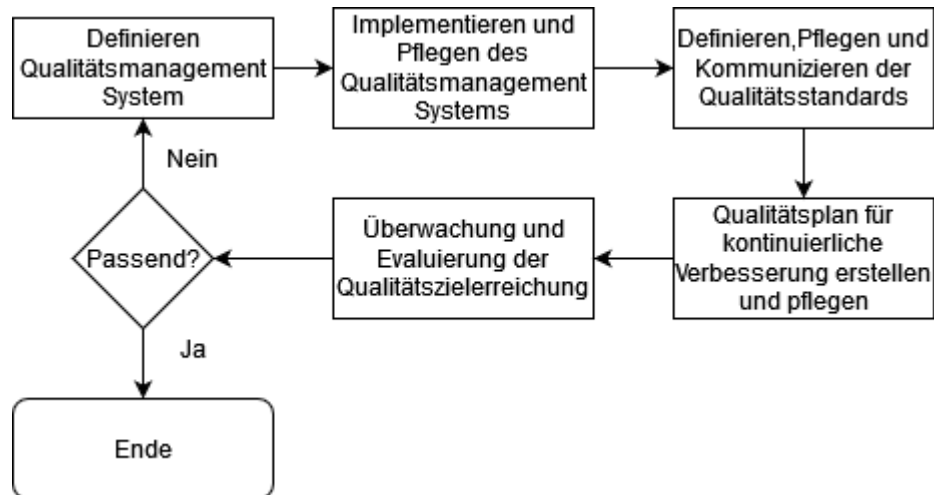 Definieren
Qualitätsmanagement
System
Implementieren und
Pflegen des
Qualitätsmanagement
Systems
Definieren,Pflegen und
Kommunizieren der
Qualitätsstandards
Nein
Passend?
Überwachung und
Evaluierung der
Qualitätszielerreichung
Qualitätsplan für
kontinuierliche
Verbesserung erstellen
und pflegen
Ja
Ende